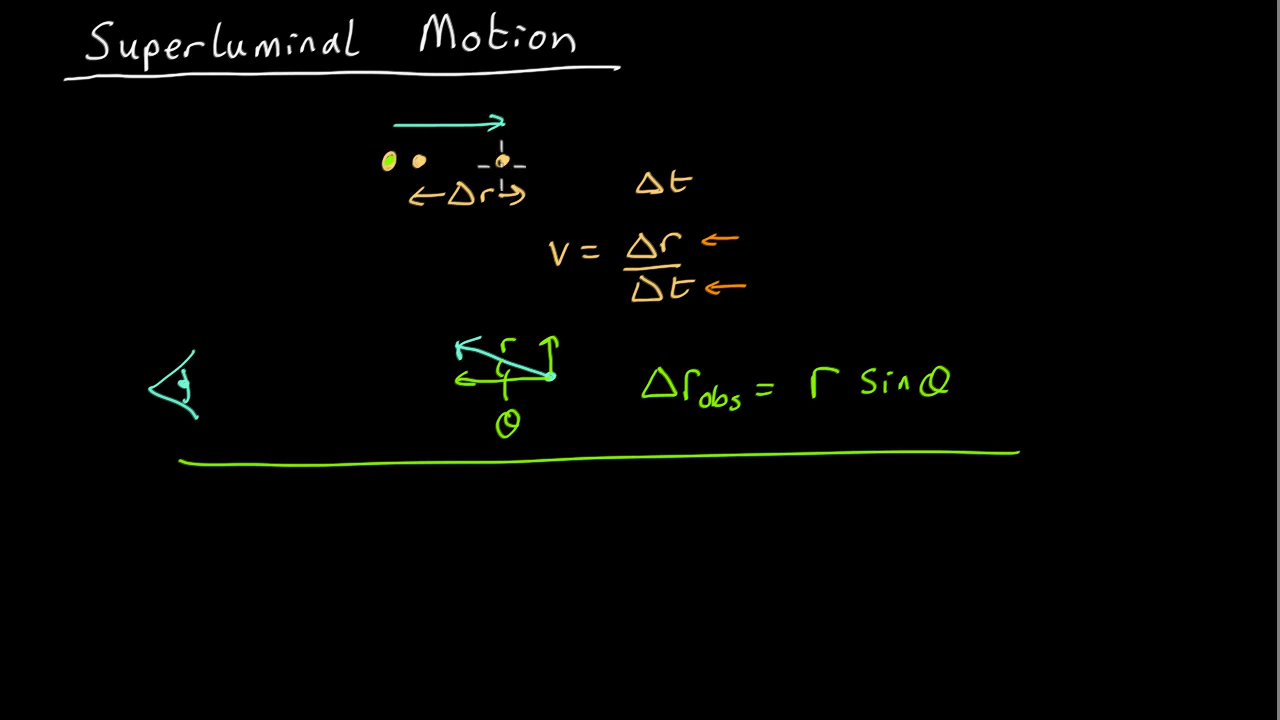 Superluminal Motion
←Δr→
Δt
v = Δr/Δt
r
θ
Δr_obs = r sinθ